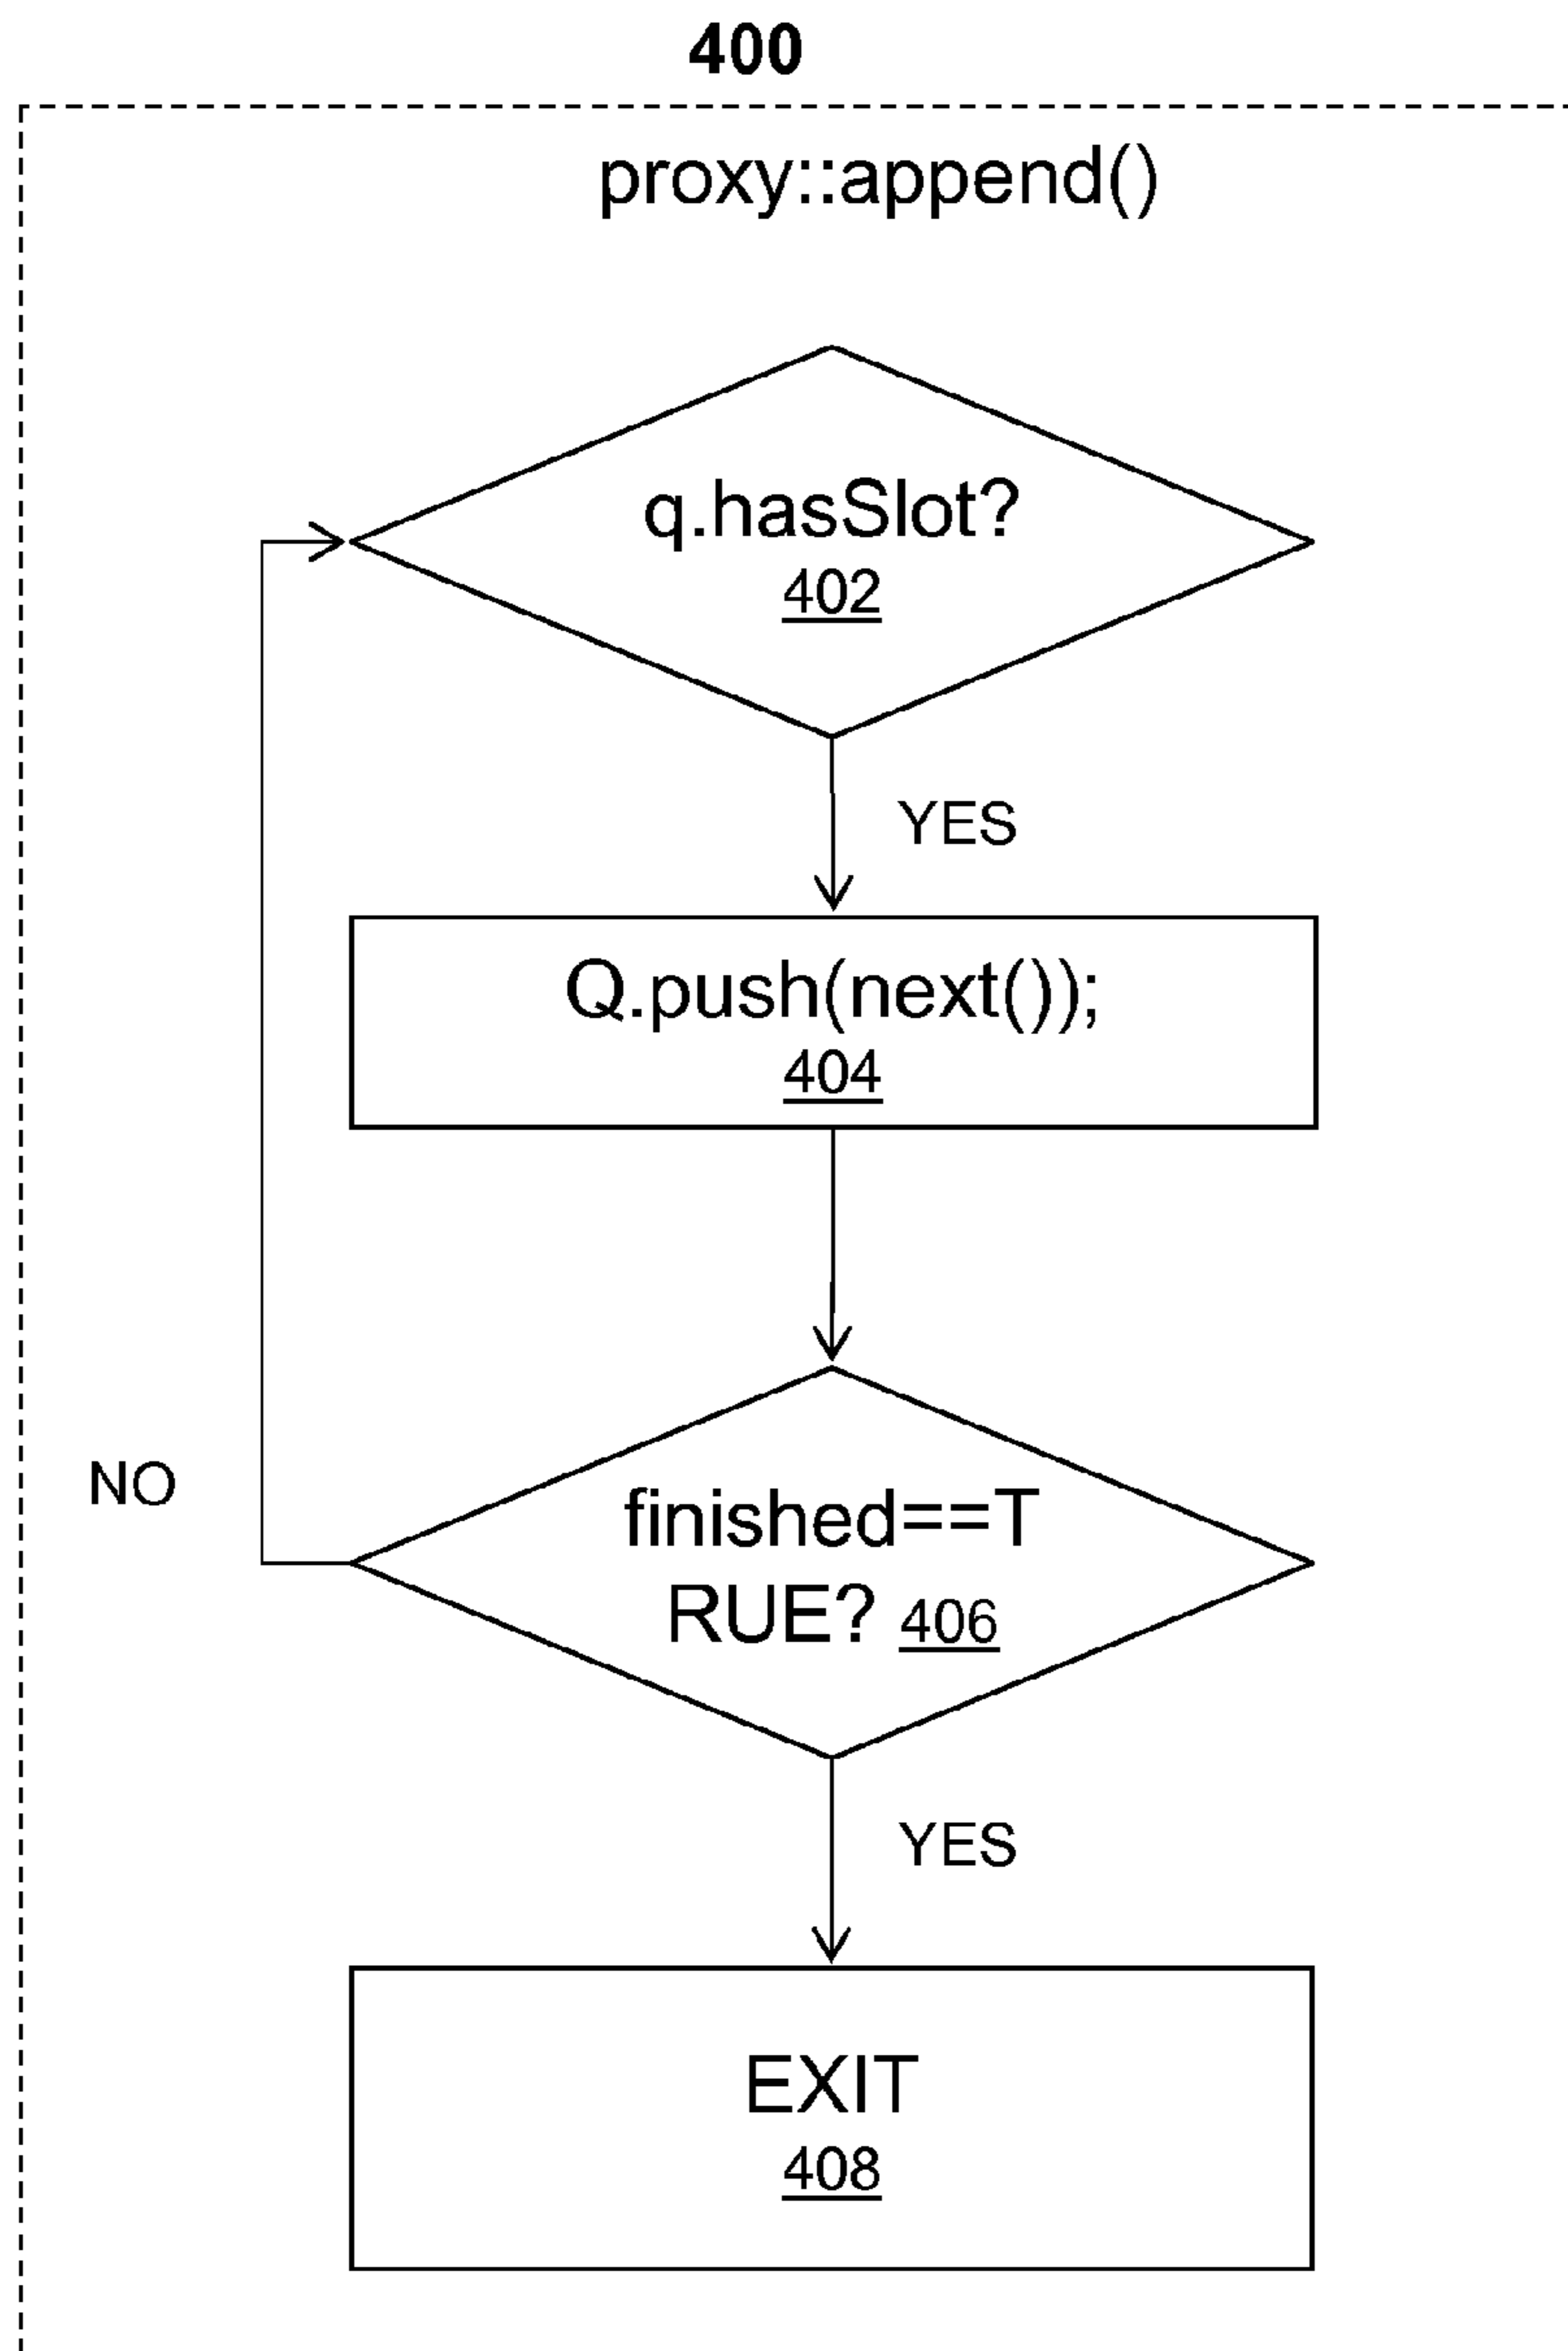 400
proxy::append()
q.hasSlot?
402
YES
Q.push(next());
404
NO
finished==T
RUE? 406
YES
EXIT
408